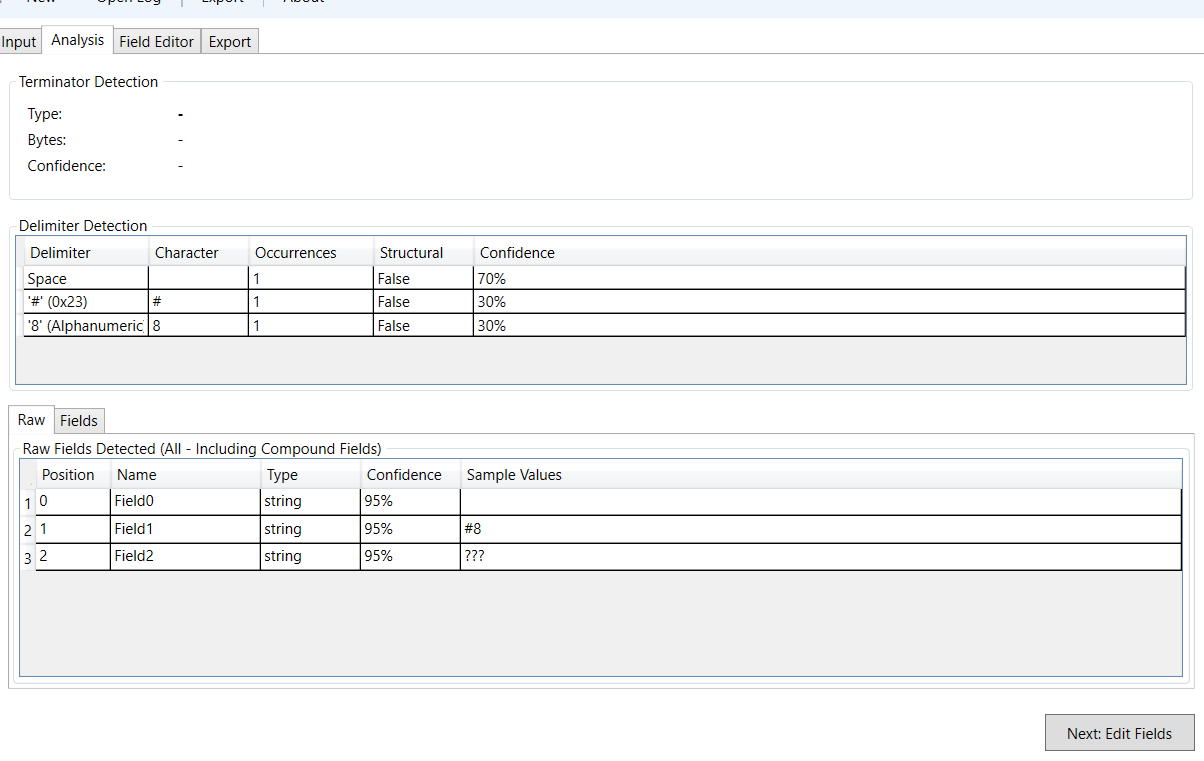 New Open Log | Export | About
Input Analysis Field Editor Export
Terminator Detection
Type: -
Bytes: -
Confidence: -
Delimiter Detection
Delimiter Character Occurrences Structural Confidence
Space 1 False 70%
'#' (0x23) # 1 False 30%
'8' (Alphanumeric 8 1 False 30%
Raw Fields
Raw Fields Detected (All - Including Compound Fields)
Position Name Type Confidence Sample Values
1 0 Field0 string 95%
2 1 Field1 string 95% #8
3 2 Field2 string 95% ???
Next: Edit Fields